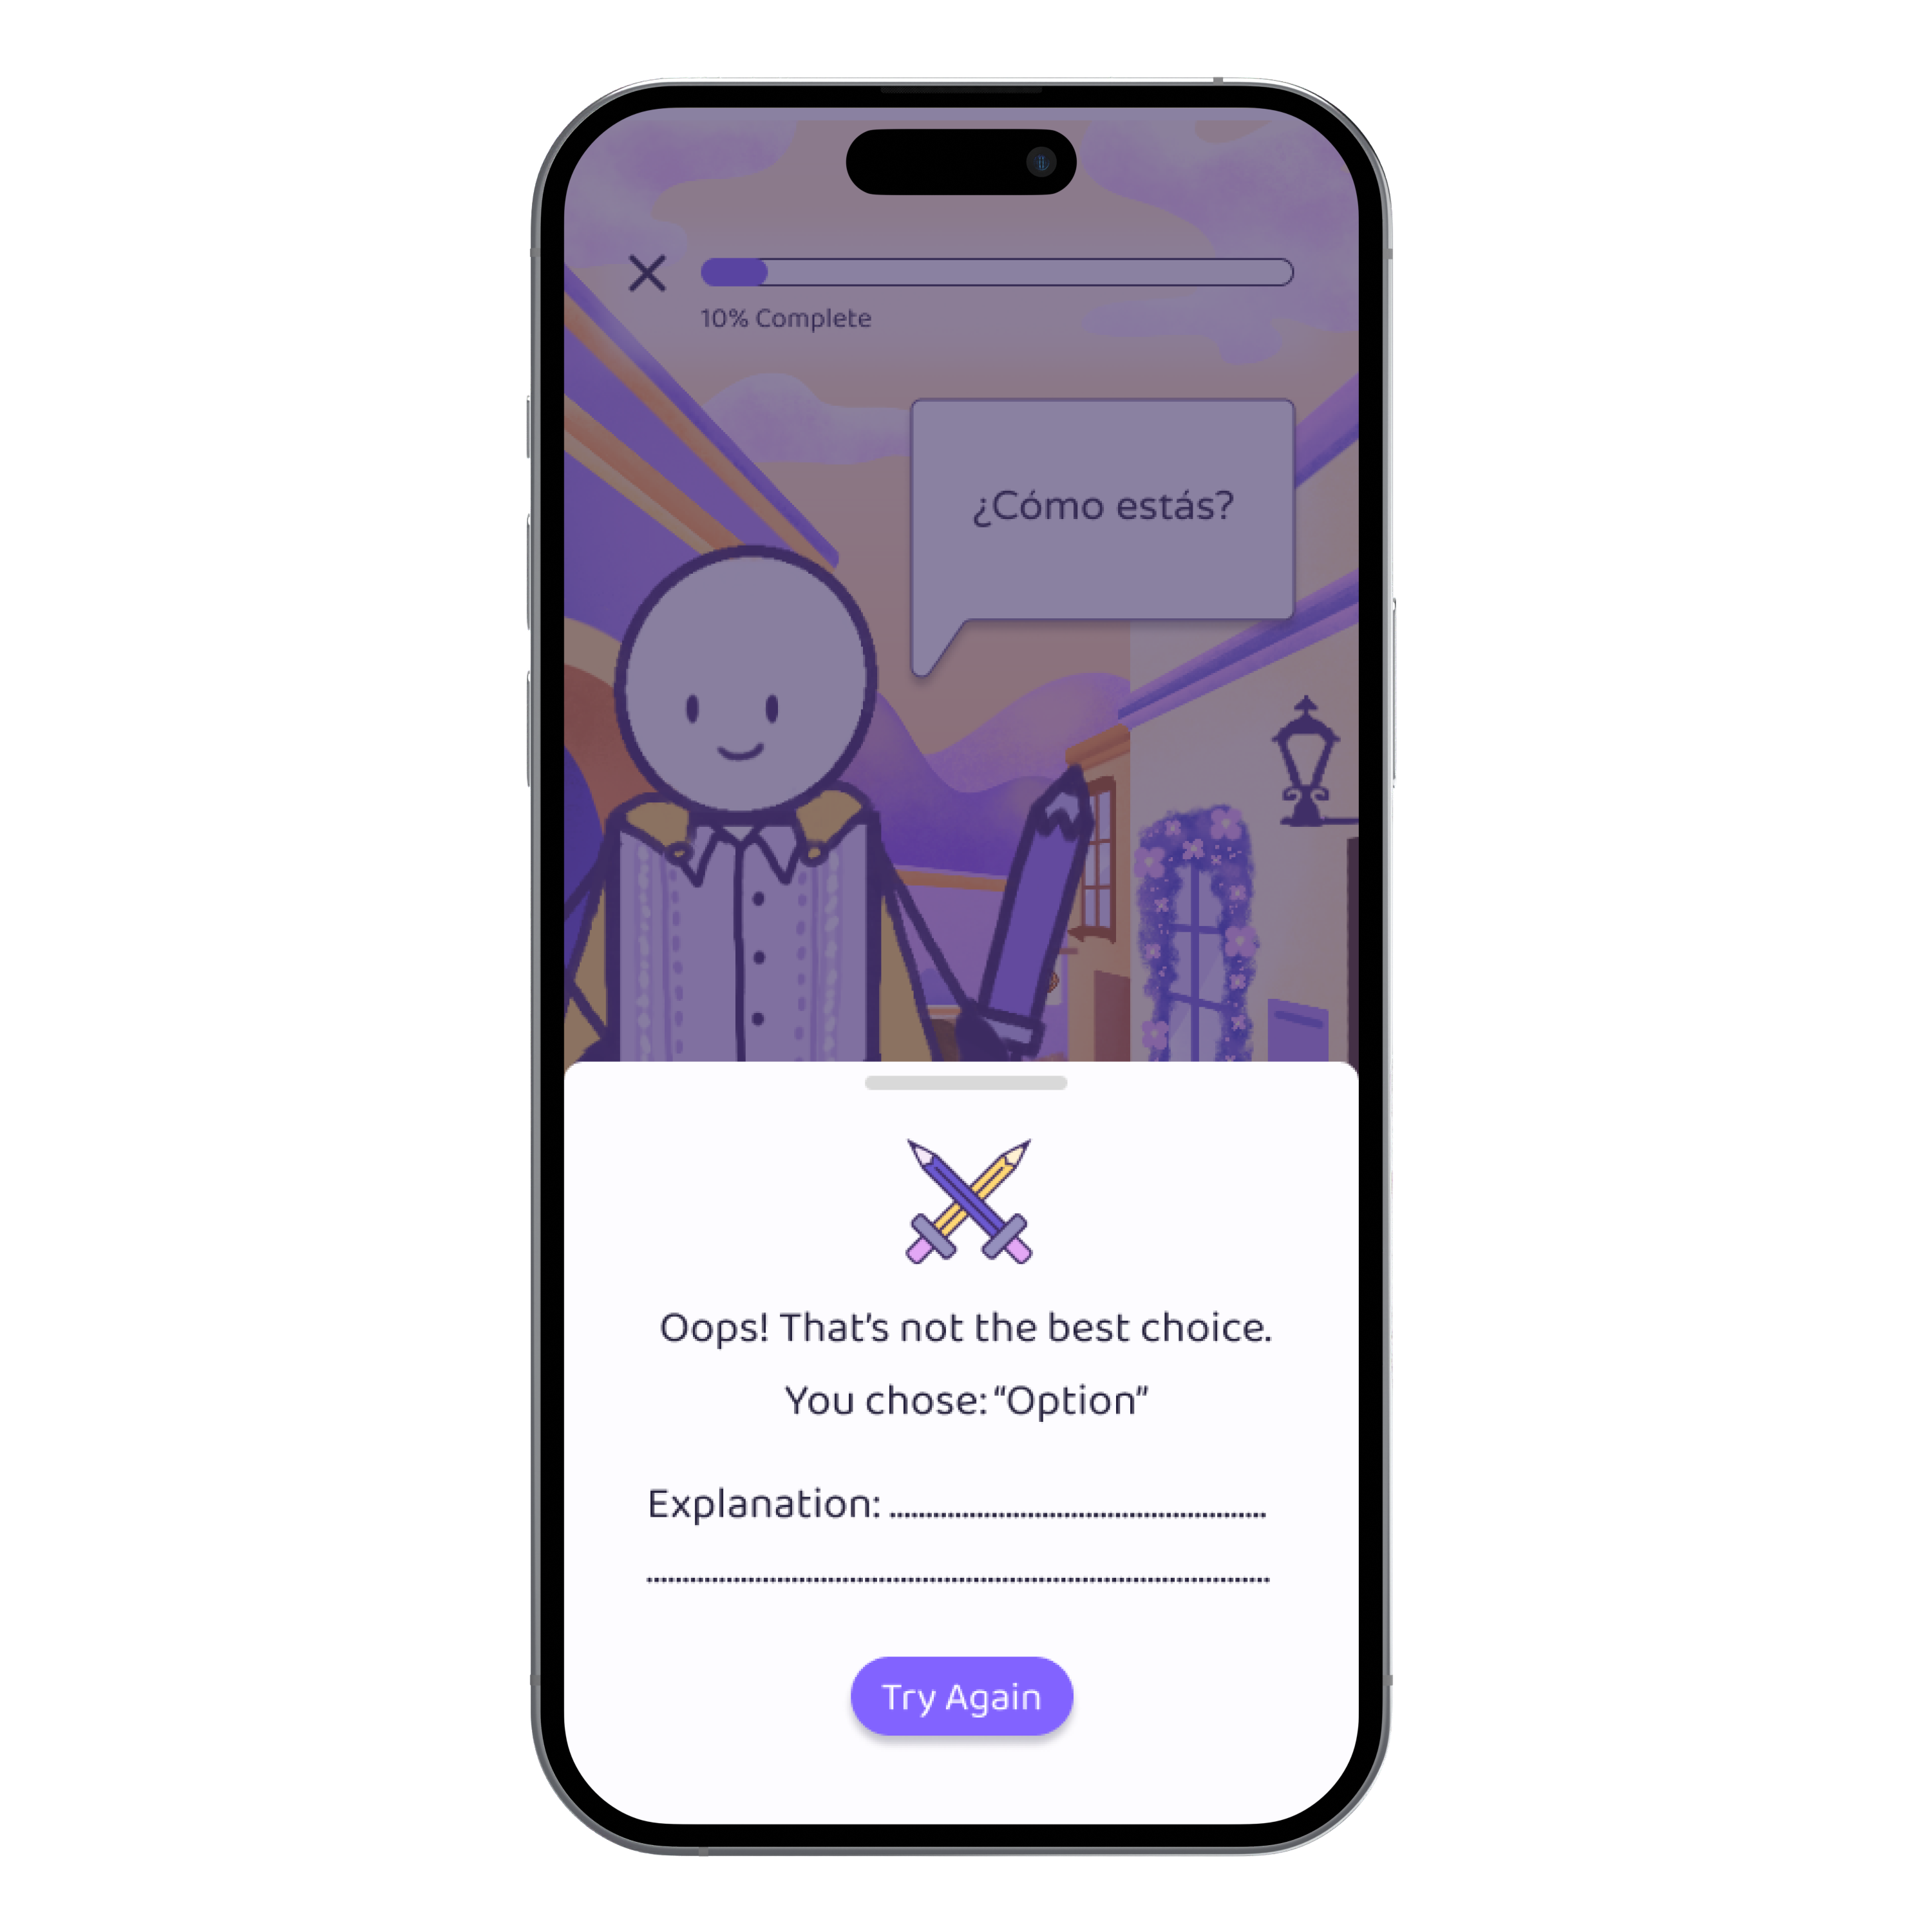 10% Complete
¿Cómo estás?
Oops! That’s not the best choice.
You chose: “Option”
Explanation: ....................................................
......................................................................................
Try Again